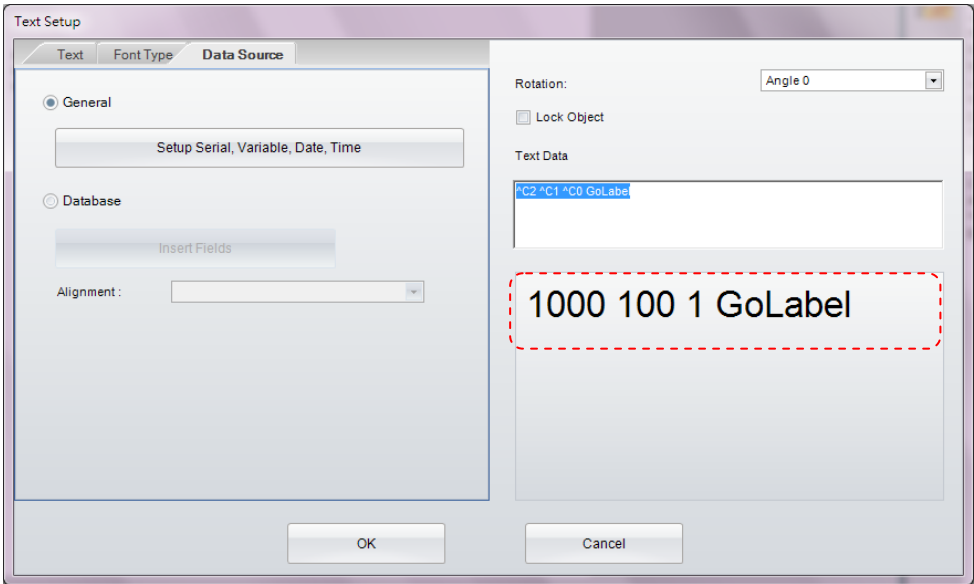 Text Setup
Text
Font Type
Data Source
General
Setup Serial, Variable, Date, Time
Database
Insert Fields
Alignment :
Rotation:
Angle 0
Lock Object
Text Data
^C2 ^C1 ^C0 GoLabel
1000 100 1 GoLabel
OK
Cancel